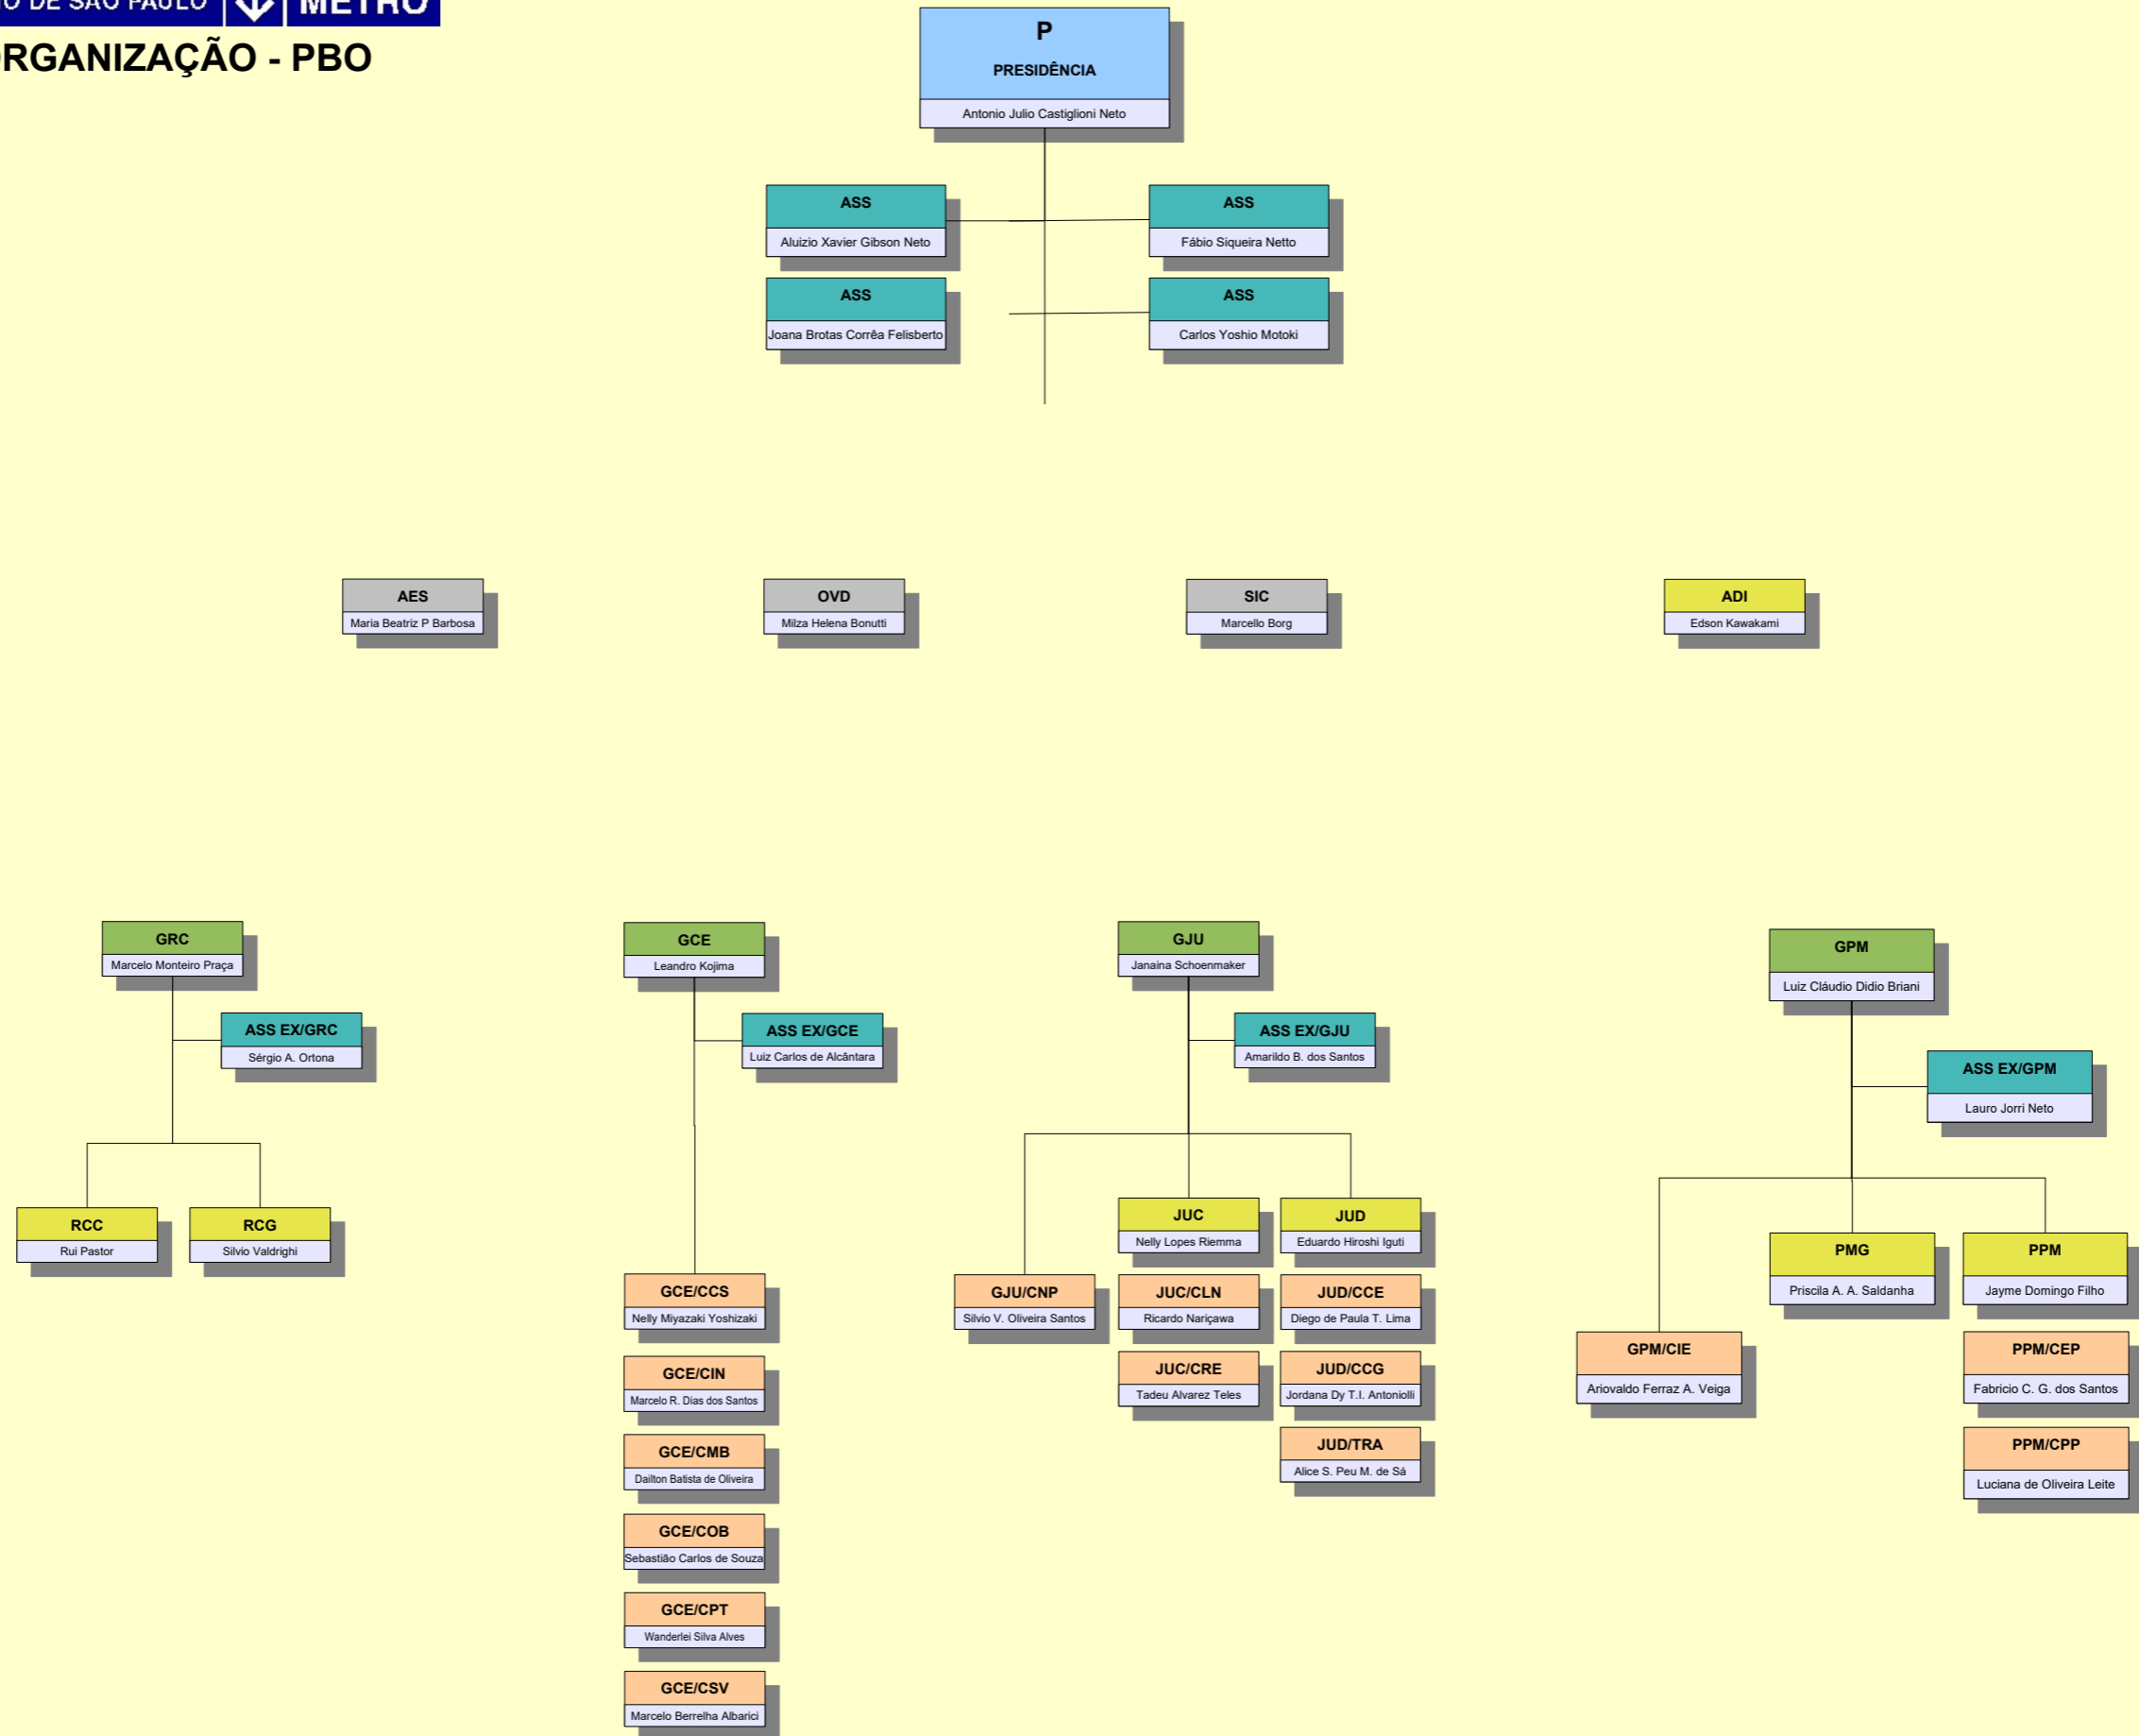 DE SÃO PAULO METRÔ
ORGANIZAÇÃO - PBO
P
PRESIDÊNCIA
Antonio Julio Castiglioni Neto
ASS
Aluizio Xavier Gibson Neto
ASS
Fábio Siqueira Netto
ASS
Joana Brotas Corrêa Felisberto
ASS
Carlos Yoshio Motoki
AES
Maria Beatriz P Barbosa
OVD
Milza Helena Bonutti
SIC
Marcello Borg
ADI
Edson Kawakami
GRC
Marcelo Monteiro Praça
ASS EX/GRC
Sérgio A. Ortona
RCC
Rui Pastor
RCG
Silvio Valdrighi
GCE
Leandro Kojima
ASS EX/GCE
Luiz Carlos de Alcântara
GCE/CCS
Nelly Miyazaki Yoshizaki
GCE/CIN
Marcelo R. Dias dos Santos
GCE/CMB
Dailton Batista de Oliveira
GCE/COB
Sebastião Carlos de Souza
GCE/CPT
Wanderlei Silva Alves
GCE/CSV
Marcelo Berrelha Albarici
GJU
Janaina Schoenmaker
ASS EX/GJU
Amarildo B. dos Santos
GJU/CNP
Silvio V. Oliveira Santos
JUC
Nelly Lopes Riemma
JUC/CLN
Ricardo Nariçawa
JUC/CRE
Tadeu Alvarez Teles
JUD
Eduardo Hiroshi Iguti
JUD/CCE
Diego de Paula T. Lima
JUD/CCG
Jordana Dy T.I. Antoniolli
JUD/TRA
Alice S. Peu M. de Sá
GPM
Luiz Cláudio Didio Briani
ASS EX/GPM
Lauro Jorri Neto
GPM/CIE
Ariovaldo Ferraz A. Veiga
PMG
Priscila A. A. Saldanha
PPM
Jayme Domingo Filho
PPM/CEP
Fabricio C. G. dos Santos
PPM/CPP
Luciana de Oliveira Leite